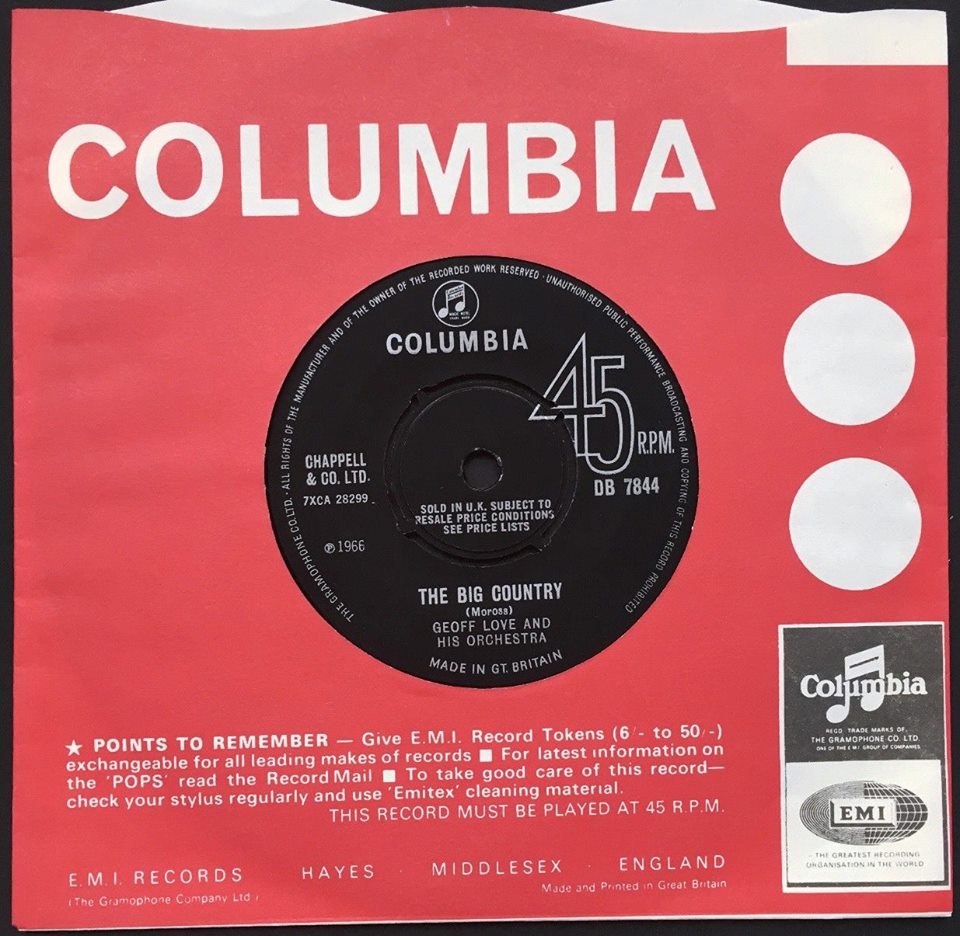 COLUMBIA
THE GRAMOPHONE CO. LTD. · ALL RIGHTS OF THE MANUFACTURER AND OF THE OWNER OF THE RECORDED WORK RESERVED · UNAUTHORISED PUBLIC PERFORMANCE BROADCASTING AND COPYING OF THIS RECORD PROHIBITED
COLUMBIA
45
R.P.M.
CHAPPELL
& CO. LTD.
7XCA 28299
DB 7844
SOLD IN U.K. SUBJECT TO
RESALE PRICE CONDITIONS
SEE PRICE LISTS
℗ 1966
THE BIG COUNTRY
(Moross)
GEOFF LOVE AND
HIS ORCHESTRA
MADE IN GT. BRITAIN
Columbia
REGD. TRADE MARKS OF.
THE GRAMOPHONE CO. LTD.
ONE OF THE EMI GROUP OF COMPANIES
EMI
THE GREATEST RECORDING
ORGANISATION IN THE WORLD
★ POINTS TO REMEMBER — Give E.M.I. Record Tokens (6/- to 50/-)
exchangeable for all leading makes of records ■ For latest information on
the 'POPS' read the Record Mail ■ To take good care of this record—
check your stylus regularly and use 'Emitex' cleaning material.
THIS RECORD MUST BE PLAYED AT 45 R.P.M.
E.M.I. RECORDS HAYES · MIDDLESEX ENGLAND
(The Gramophone Company Ltd.)
Made and Printed in Great Britain